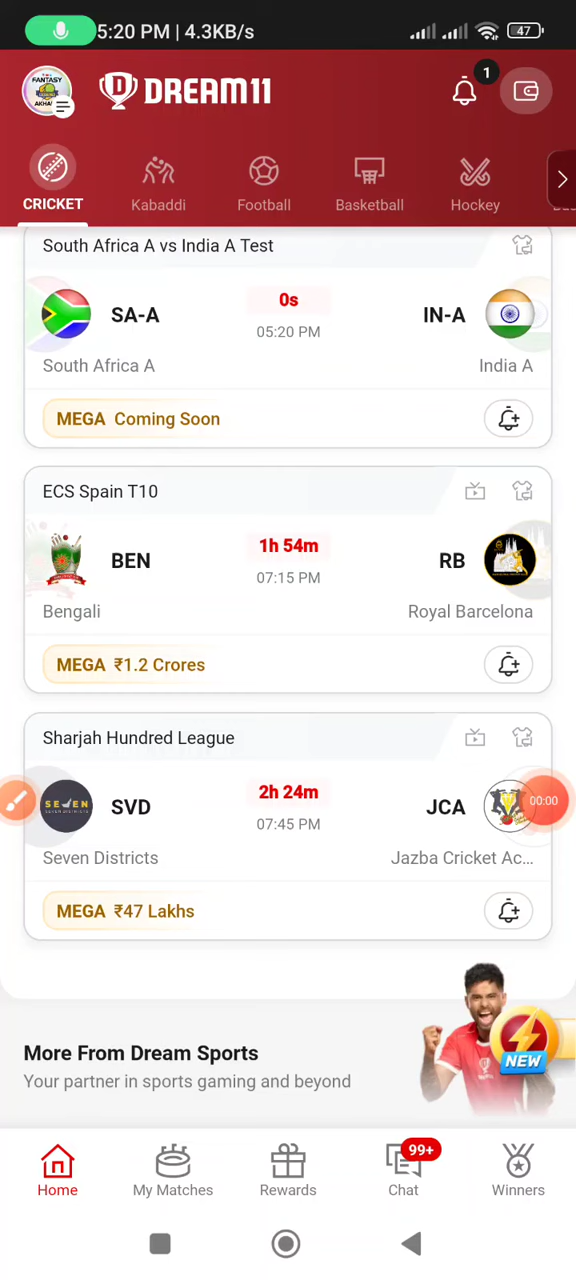 5:20 PM | 4.3KB/s
47
FANTASY
AKHA
DREAM11
1
CRICKET
Kabaddi
Football
Basketball
Hockey
South Africa A vs India A Test
SA-A
0s
05:20 PM
IN-A
South Africa A
India A
MEGA Coming Soon
ECS Spain T10
BEN
1h 54m
07:15 PM
RB
Bengali
Royal Barcelona
MEGA ₹1.2 Crores
Sharjah Hundred League
SEVEN
SVD
2h 24m
07:45 PM
JCA
00:00
Seven Districts
Jazba Cricket Ac...
MEGA ₹47 Lakhs
More From Dream Sports
Your partner in sports gaming and beyond
NEW
99+
Home
My Matches
Rewards
Chat
Winners